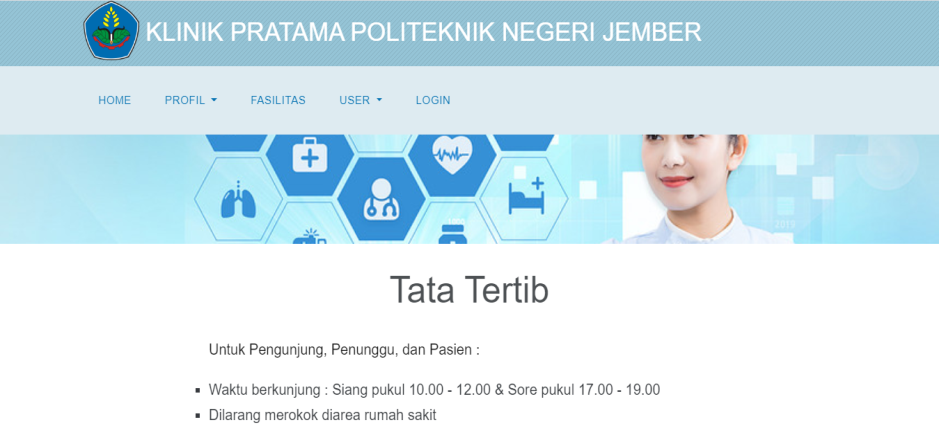 KLINIK PRATAMA POLITEKNIK NEGERI JEMBER
HOME PROFIL FASILITAS USER LOGIN
Tata Tertib
Untuk Pengunjung, Penunggu, dan Pasien :
Waktu berkunjung : Siang pukul 10.00 - 12.00 & Sore pukul 17.00 - 19.00
Dilarang merokok diarea rumah sakit